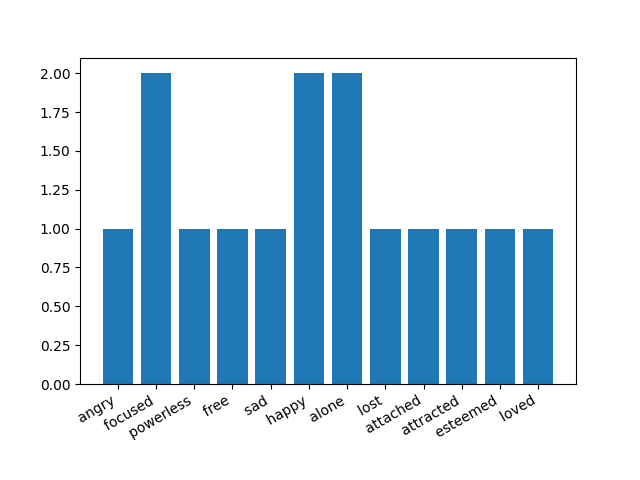 2.00
1.75
1.50
1.25
1.00
0.75
0.50
0.25
0.00
angry
focused
powerless
free
sad
happy
alone
lost
attached
attracted
esteemed
loved